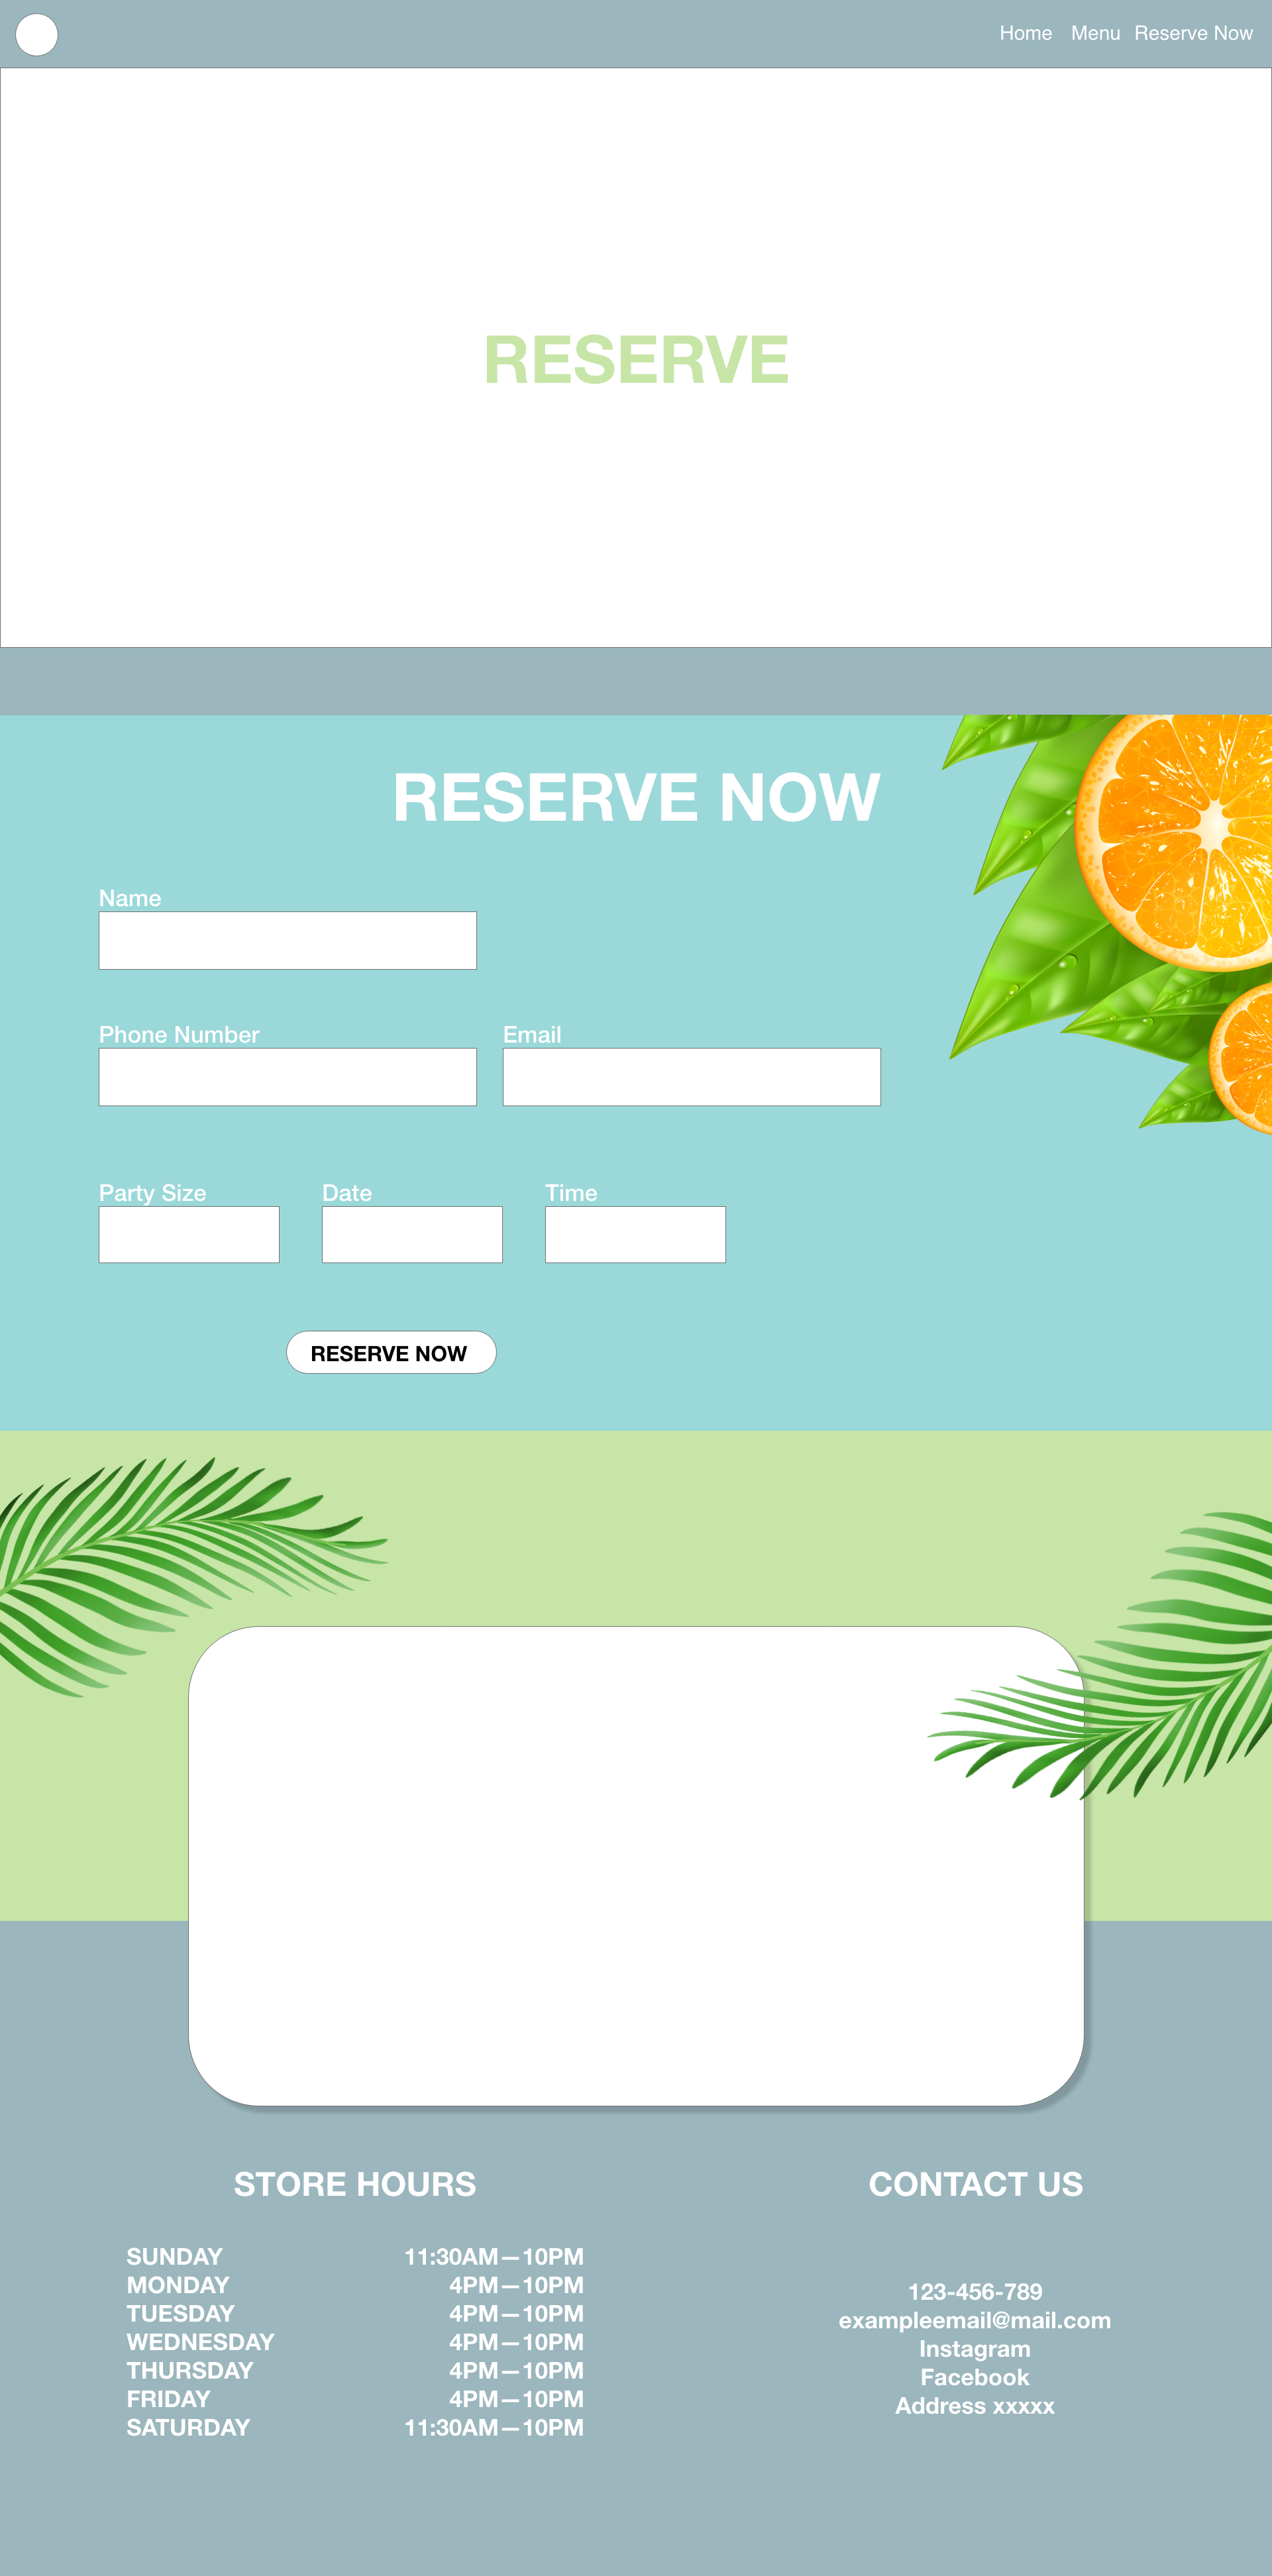 Home Menu Reserve Now
RESERVE
RESERVE NOW
Name
Phone Number Email
Party Size Date Time
RESERVE NOW
STORE HOURS
SUNDAY 11:30AM—10PM
MONDAY 4PM—10PM
TUESDAY 4PM—10PM
WEDNESDAY 4PM—10PM
THURSDAY 4PM—10PM
FRIDAY 4PM—10PM
SATURDAY 11:30AM—10PM
CONTACT US
123-456-789
exampleemail@mail.com
Instagram
Facebook
Address xxxxx